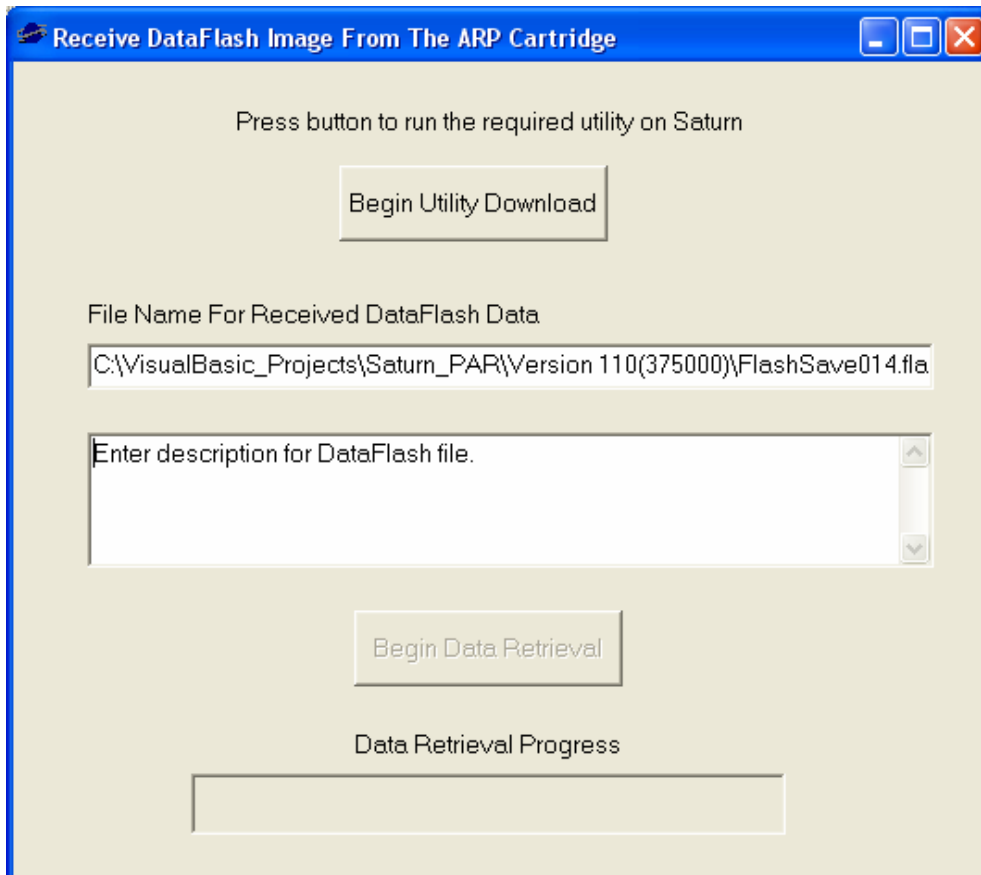 Receive DataFlash Image From The ARP Cartridge
Press button to run the required utility on Saturn
Begin Utility Download
File Name For Received DataFlash Data
C:\VisualBasic_Projects\Saturn_PAR\Version 110(375000)\FlashSave014.fla
Enter description for DataFlash file.
Begin Data Retrieval
Data Retrieval Progress